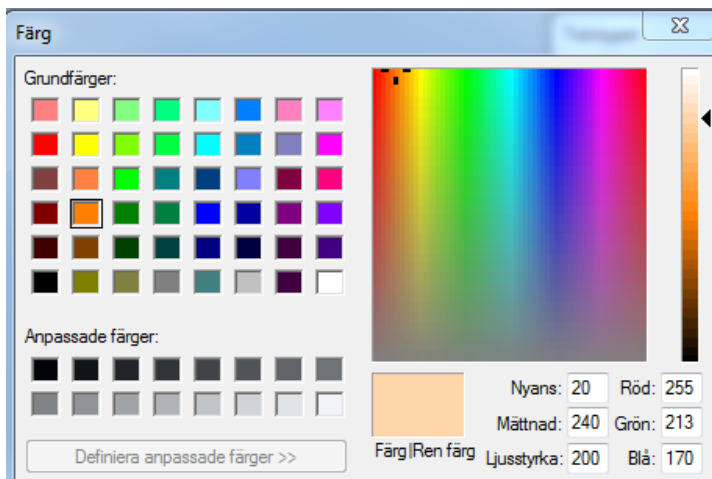 Färg
Grundfärger:
Anpassade färger:
Definiera anpassade färger >>
Färg|Ren färg
Nyans: 20 Röd: 255
Mättnad: 240 Grön: 213
Ljusstyrka: 200 Blå: 170